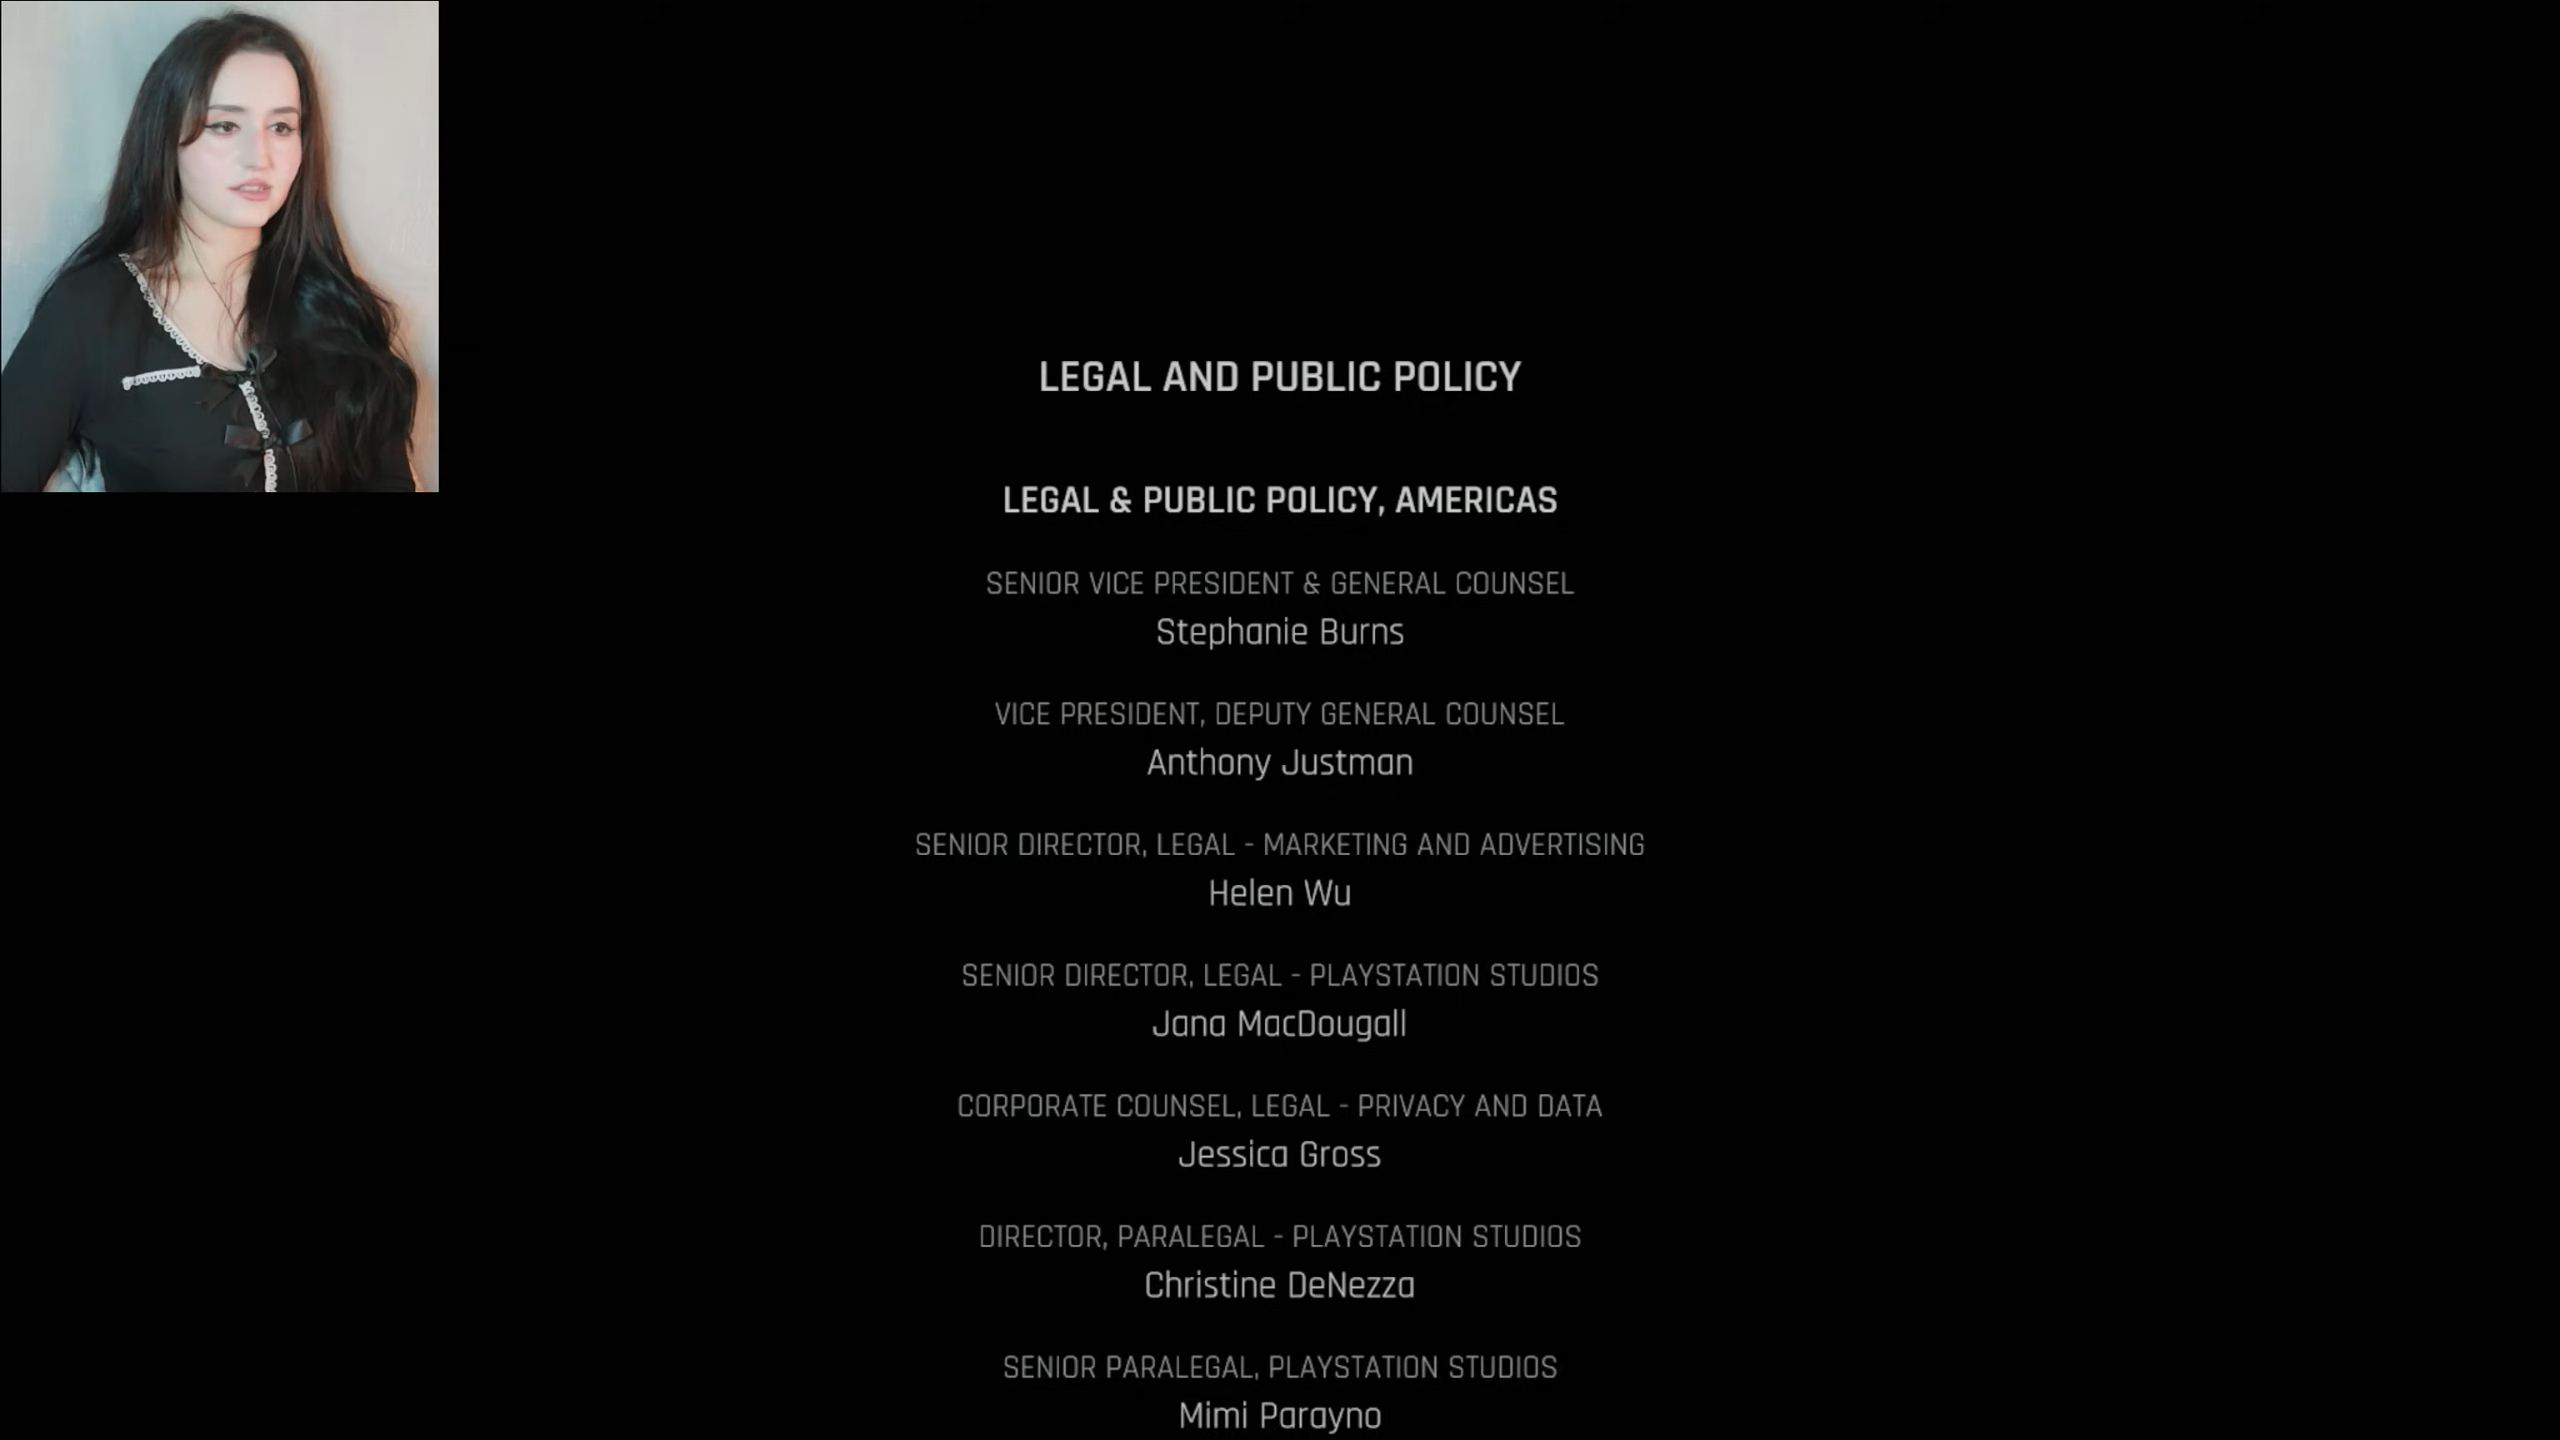 LEGAL AND PUBLIC POLICY
LEGAL & PUBLIC POLICY, AMERICAS
SENIOR VICE PRESIDENT & GENERAL COUNSEL
Stephanie Burns
VICE PRESIDENT, DEPUTY GENERAL COUNSEL
Anthony Justman
SENIOR DIRECTOR, LEGAL - MARKETING AND ADVERTISING
Helen Wu
SENIOR DIRECTOR, LEGAL - PLAYSTATION STUDIOS
Jana MacDougall
CORPORATE COUNSEL, LEGAL - PRIVACY AND DATA
Jessica Gross
DIRECTOR, PARALEGAL - PLAYSTATION STUDIOS
Christine DeNezza
SENIOR PARALEGAL, PLAYSTATION STUDIOS
Mimi Parayno